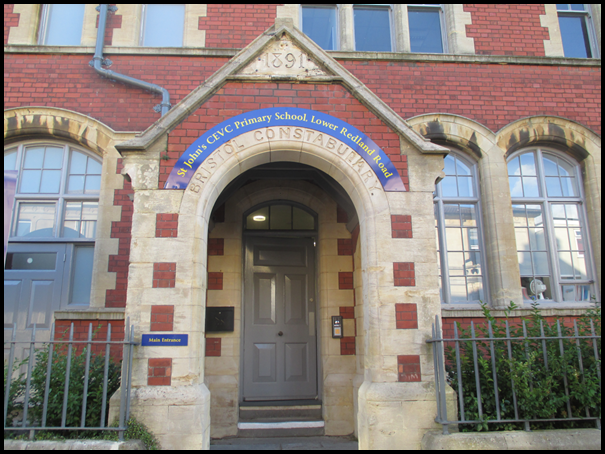 1891
St John's CEVC Primary School. Lower Redland Road
BRISTOL CONSTABULARY
Main Entrance